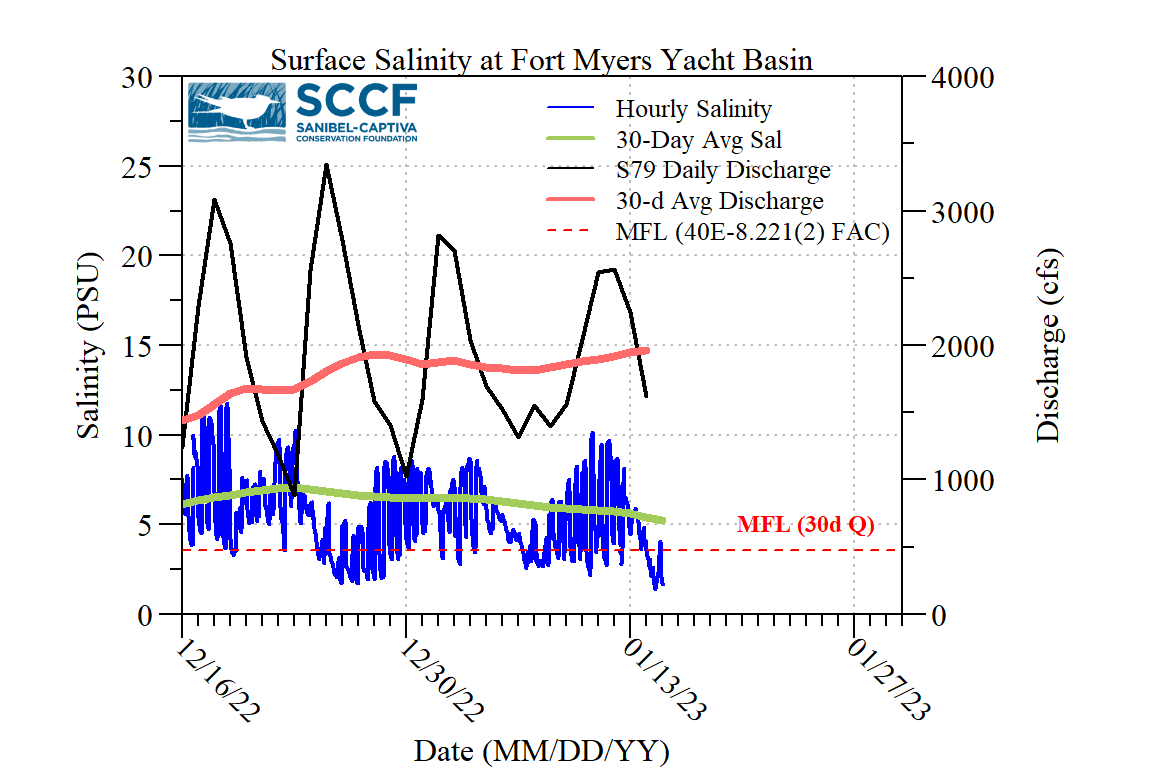 Surface Salinity at Fort Myers Yacht Basin
SCCF
SANIBEL-CAPTIVA
CONSERVATION FOUNDATION
Hourly Salinity
30-Day Avg Sal
S79 Daily Discharge
30-d Avg Discharge
MFL (40E-8.221(2) FAC)
30
25
20
15
10
5
0
Salinity (PSU)
4000
3000
2000
1000
0
Discharge (cfs)
MFL (30d Q)
12/16/22
12/30/22
01/13/23
01/27/23
Date (MM/DD/YY)